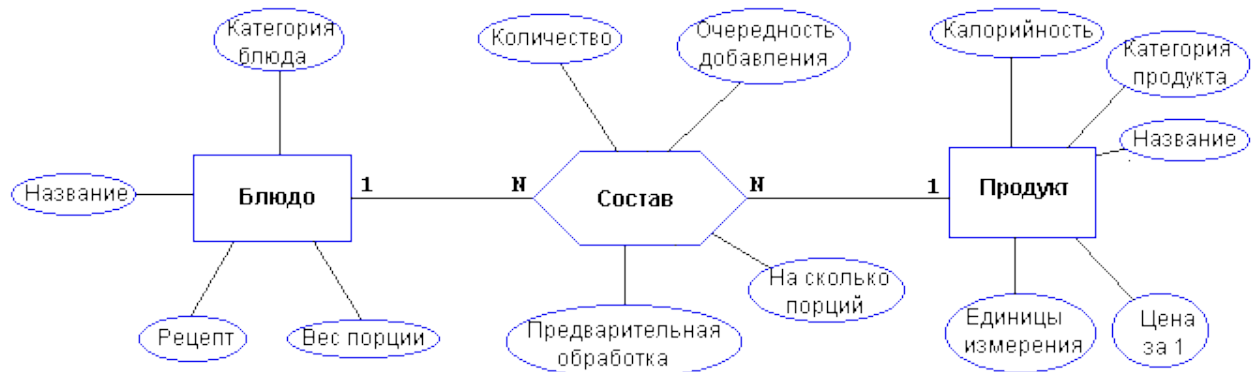 Категория
блюда
Количество
Очередность
добавления
Калорийность
Категория
продукта
Название
Название
Блюдо
1
N
Состав
N
1
Продукт
Рецепт
Вес порции
Предварительная
обработка
На сколько
порций
Единицы
измерения
Цена
за 1